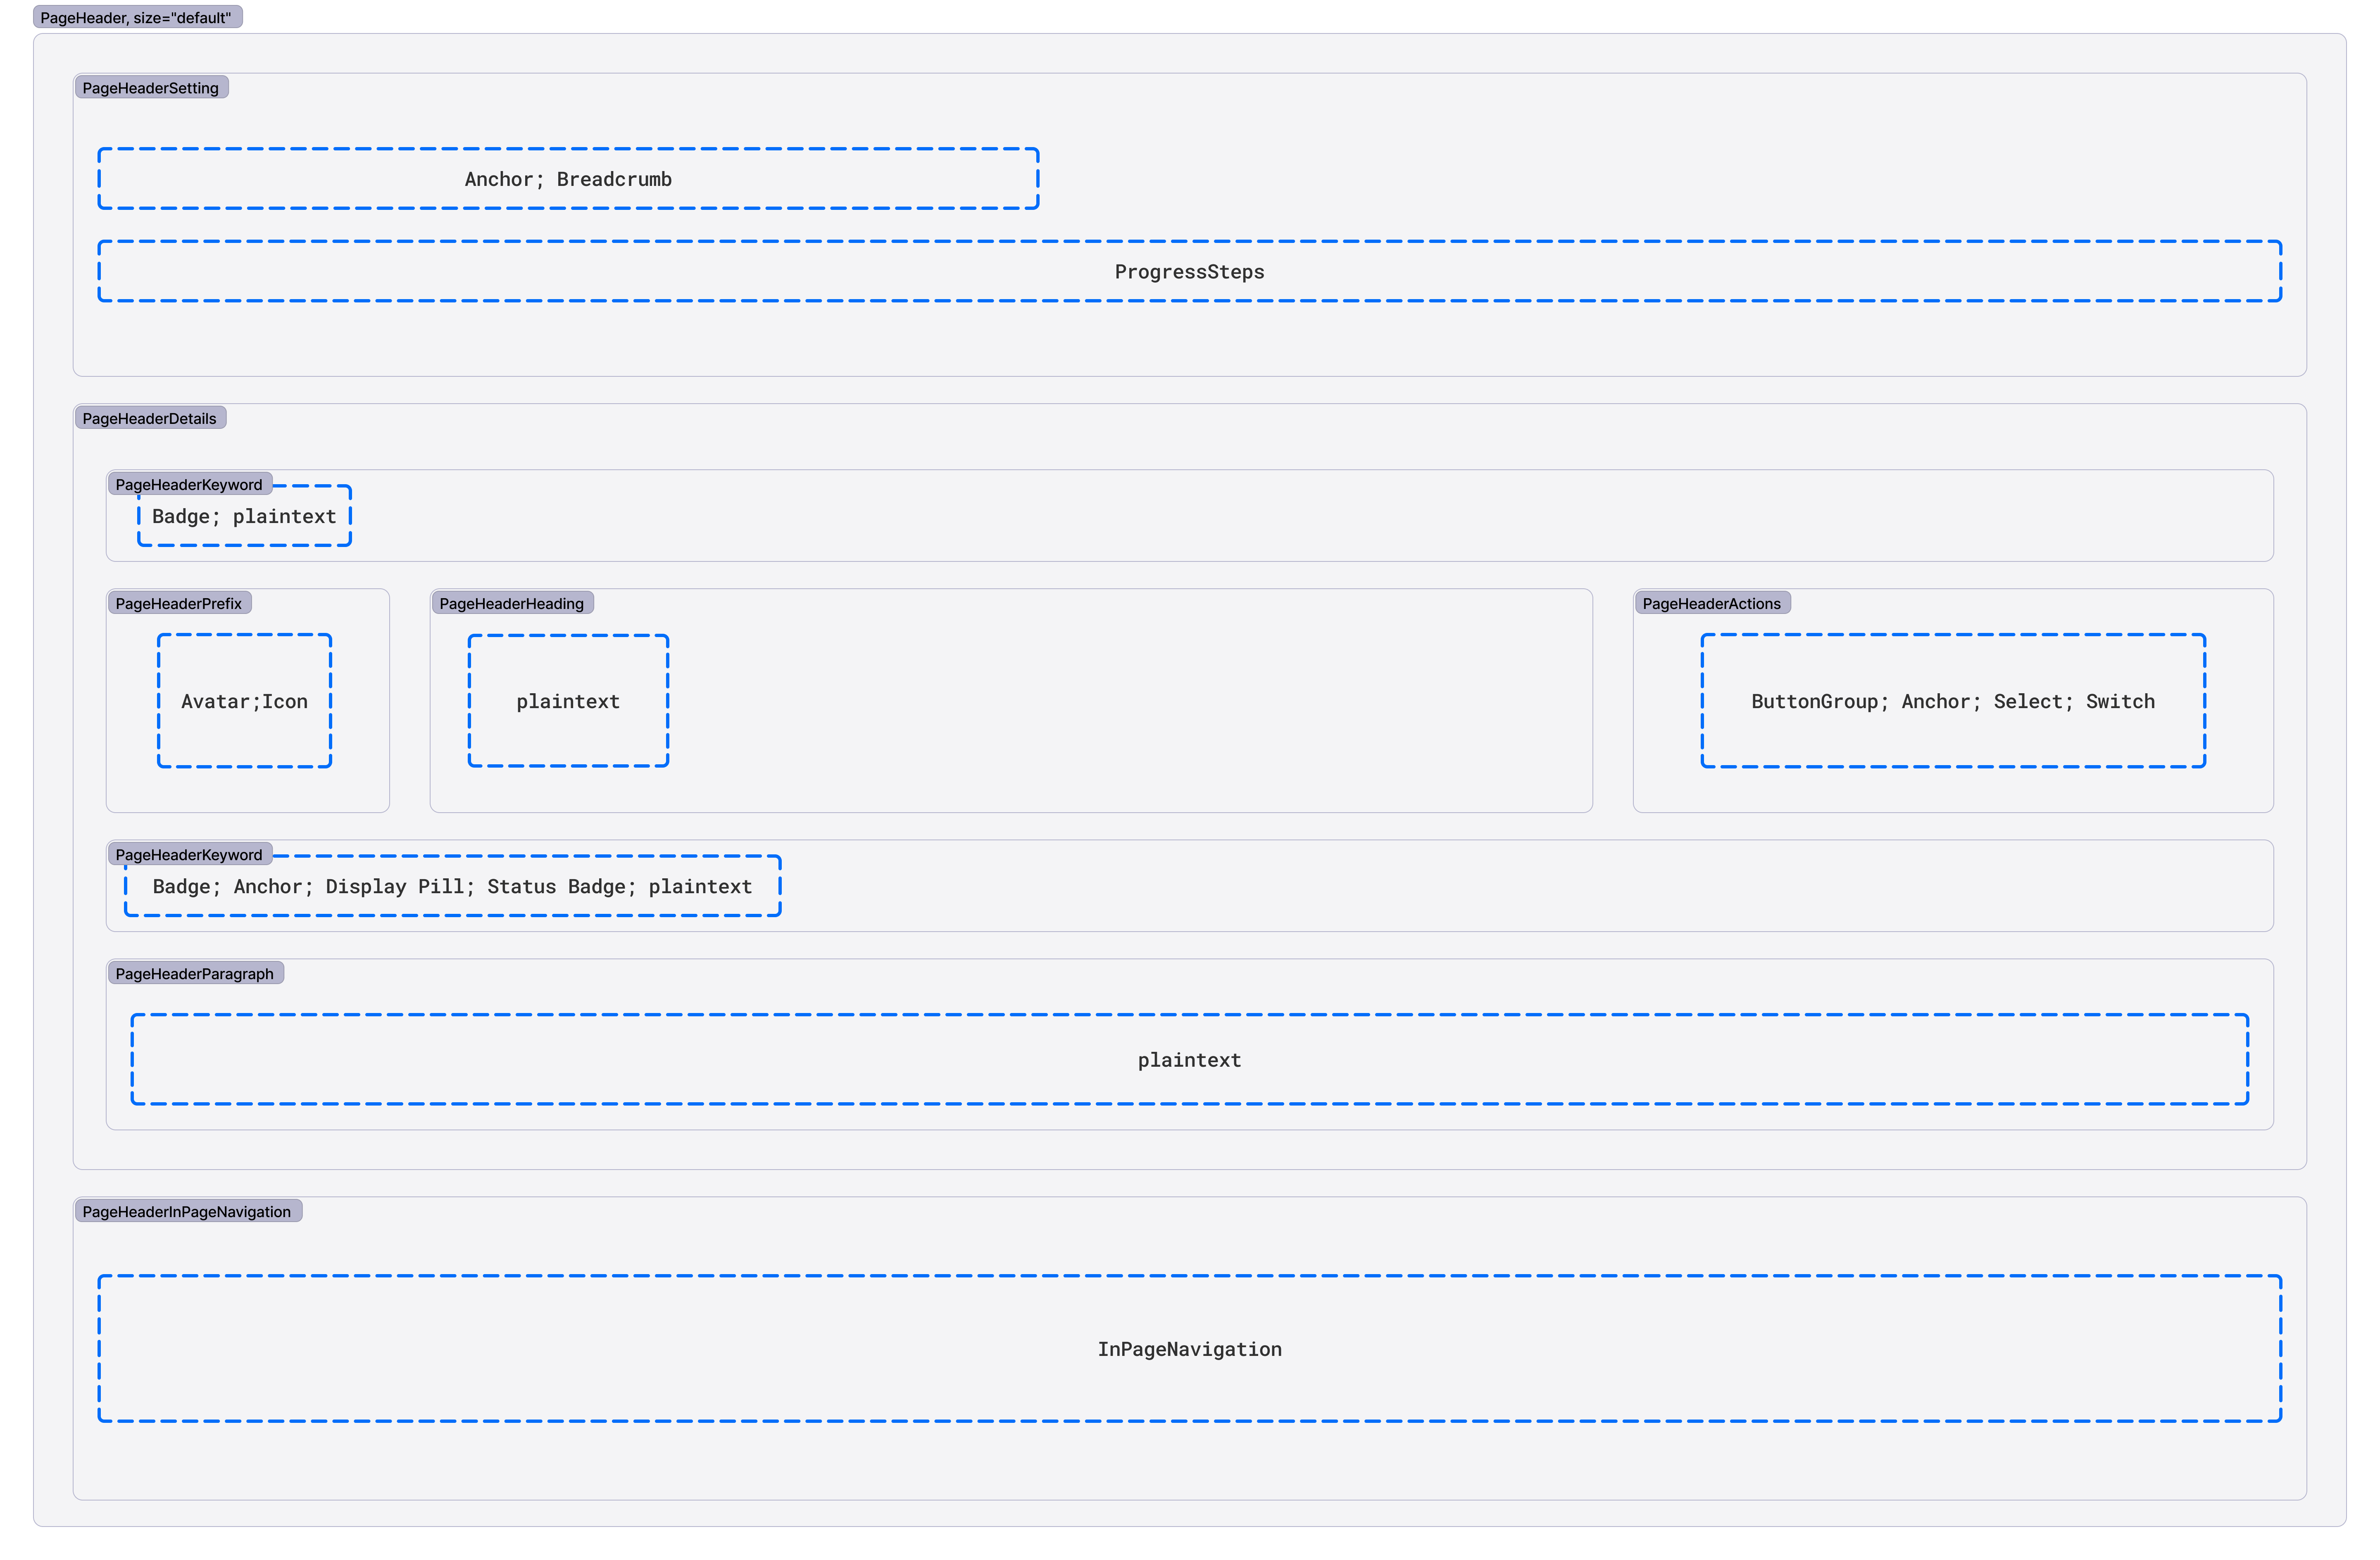 PageHeader, size="default"
PageHeaderSetting
Anchor; Breadcrumb
ProgressSteps
PageHeaderDetails
PageHeaderKeyword
Badge; plaintext
PageHeaderPrefix
Avatar;Icon
PageHeaderHeading
plaintext
PageHeaderActions
ButtonGroup; Anchor; Select; Switch
PageHeaderKeyword
Badge; Anchor; Display Pill; Status Badge; plaintext
PageHeaderParagraph
plaintext
PageHeaderInPageNavigation
InPageNavigation